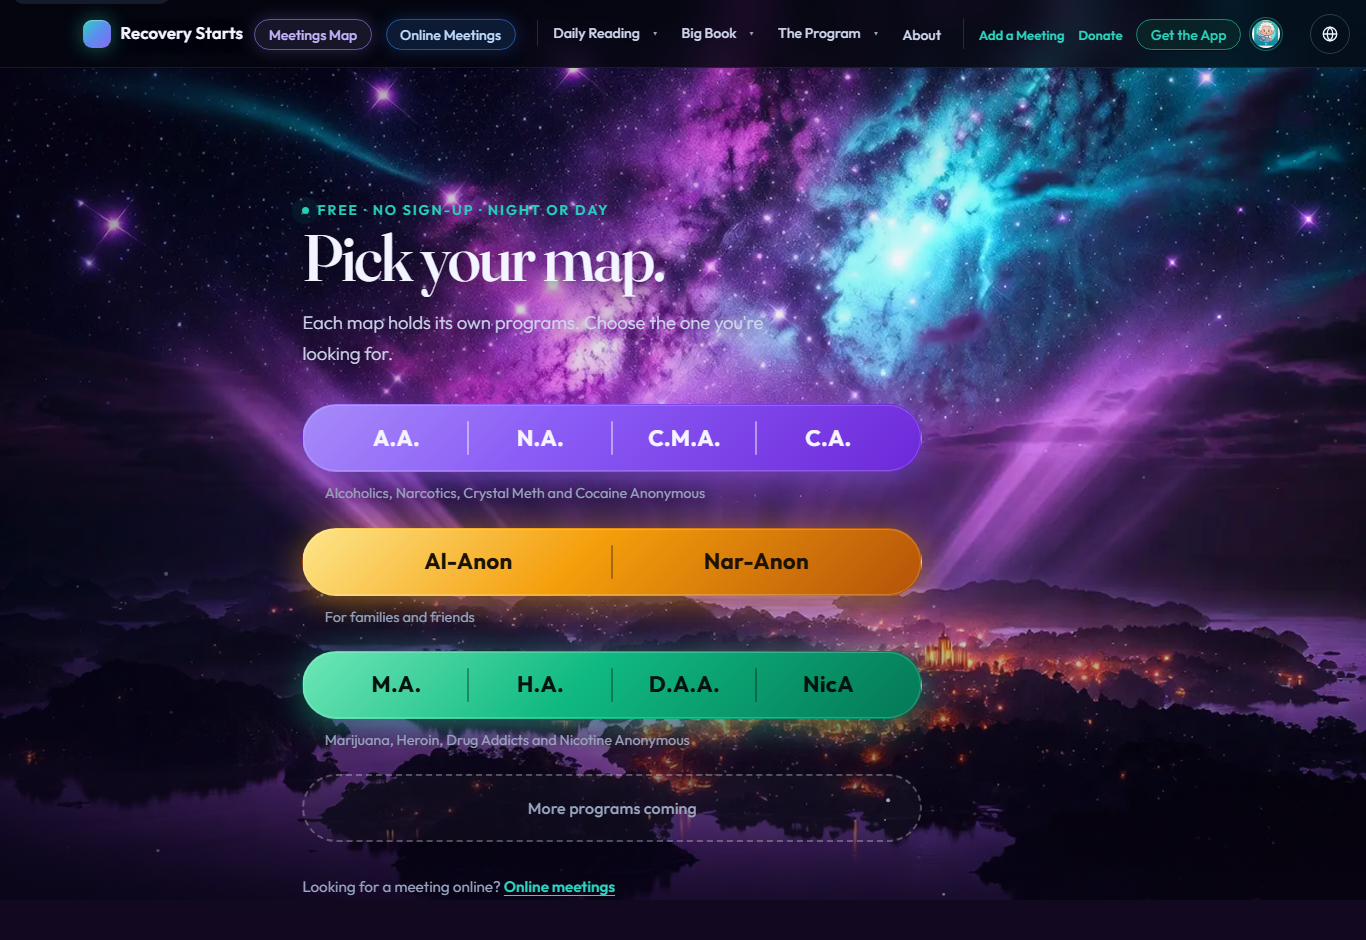 Recovery Starts
Meetings Map
Online Meetings
Daily Reading
Big Book
The Program
About
Add a Meeting
Donate
Get the App
FREE · NO SIGN-UP · NIGHT OR DAY
Pick your map.
Each map holds its own programs. Choose the one you're
looking for.
A.A.
N.A.
C.M.A.
C.A.
Alcoholics, Narcotics, Crystal Meth and Cocaine Anonymous
Al-Anon
Nar-Anon
For families and friends
M.A.
H.A.
D.A.A.
NicA
Marijuana, Heroin, Drug Addicts and Nicotine Anonymous
More programs coming
Looking for a meeting online? Online meetings